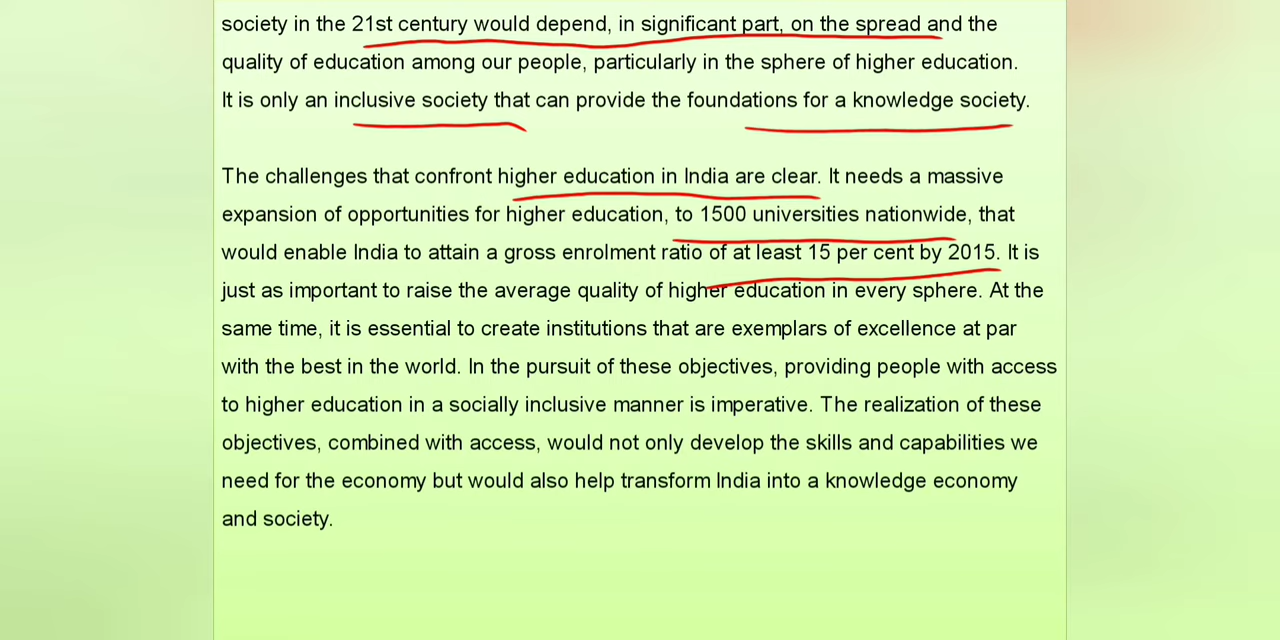 society in the 21st century would depend, in significant part, on the spread and the
quality of education among our people, particularly in the sphere of higher education.
It is only an inclusive society that can provide the foundations for a knowledge society.
The challenges that confront higher education in India are clear. It needs a massive
expansion of opportunities for higher education, to 1500 universities nationwide, that
would enable India to attain a gross enrolment ratio of at least 15 per cent by 2015. It is
just as important to raise the average quality of higher education in every sphere. At the
same time, it is essential to create institutions that are exemplars of excellence at par
with the best in the world. In the pursuit of these objectives, providing people with access
to higher education in a socially inclusive manner is imperative. The realization of these
objectives, combined with access, would not only develop the skills and capabilities we
need for the economy but would also help transform India into a knowledge economy
and society.